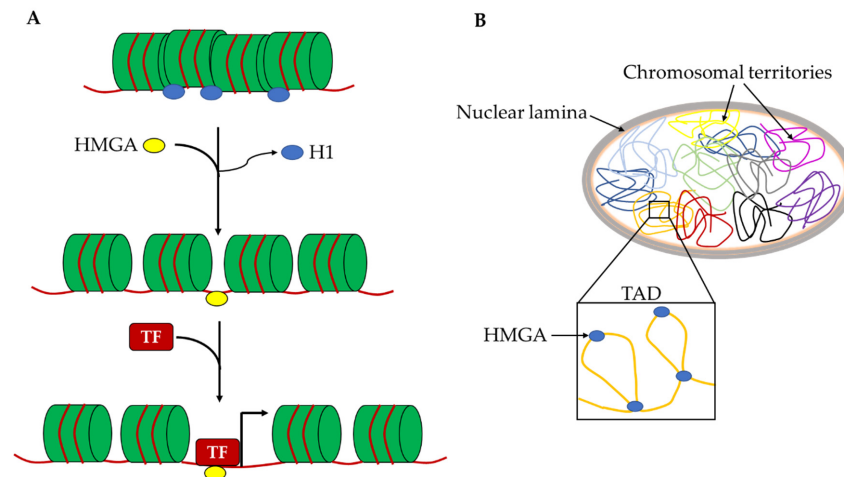 A
HMGA
H1
TF
TF
B
Chromosomal territories
Nuclear lamina
TAD
HMGA